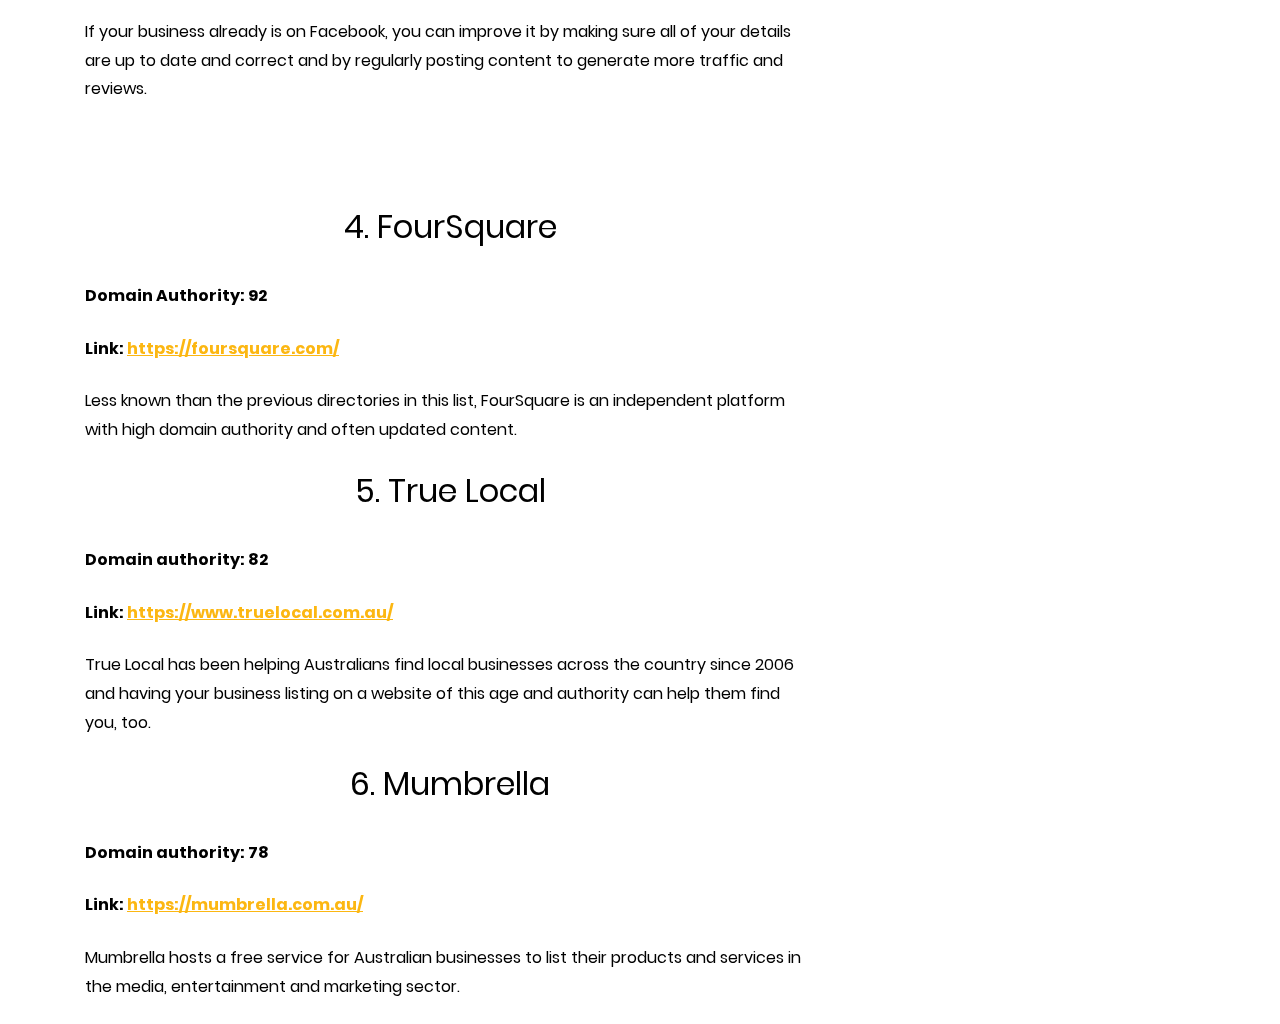 If your business already is on Facebook, you can improve it by making sure all of your details
are up to date and correct and by regularly posting content to generate more traffic and
reviews.
4. FourSquare
Domain Authority: 92
Link: https://foursquare.com/
Less known than the previous directories in this list, FourSquare is an independent platform
with high domain authority and often updated content.
5. True Local
Domain authority: 82
Link: https://www.truelocal.com.au/
True Local has been helping Australians find local businesses across the country since 2006
and having your business listing on a website of this age and authority can help them find
you, too.
6. Mumbrella
Domain authority: 78
Link: https://mumbrella.com.au/
Mumbrella hosts a free service for Australian businesses to list their products and services in
the media, entertainment and marketing sector.